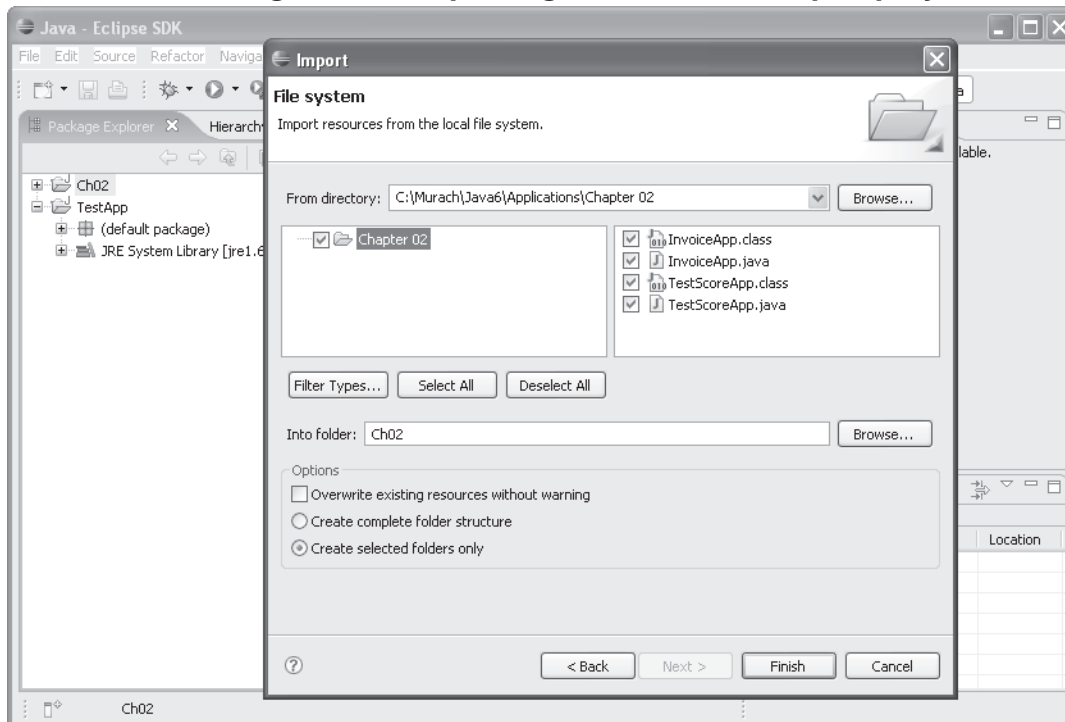 Java - Eclipse SDK
File Edit Source Refactor Naviga
Package Explorer Hierarch
Ch02
TestApp
(default package)
JRE System Library [jre1.6
Import
File system
Import resources from the local file system.
From directory: C:\Murach\Java6\Applications\Chapter 02 Browse...
Chapter 02
InvoiceApp.class
InvoiceApp.java
TestScoreApp.class
TestScoreApp.java
Filter Types... Select All Deselect All
Into folder: Ch02 Browse...
Options
Overwrite existing resources without warning
Create complete folder structure
Create selected folders only
< Back Next > Finish Cancel
lable.
Location
Ch02